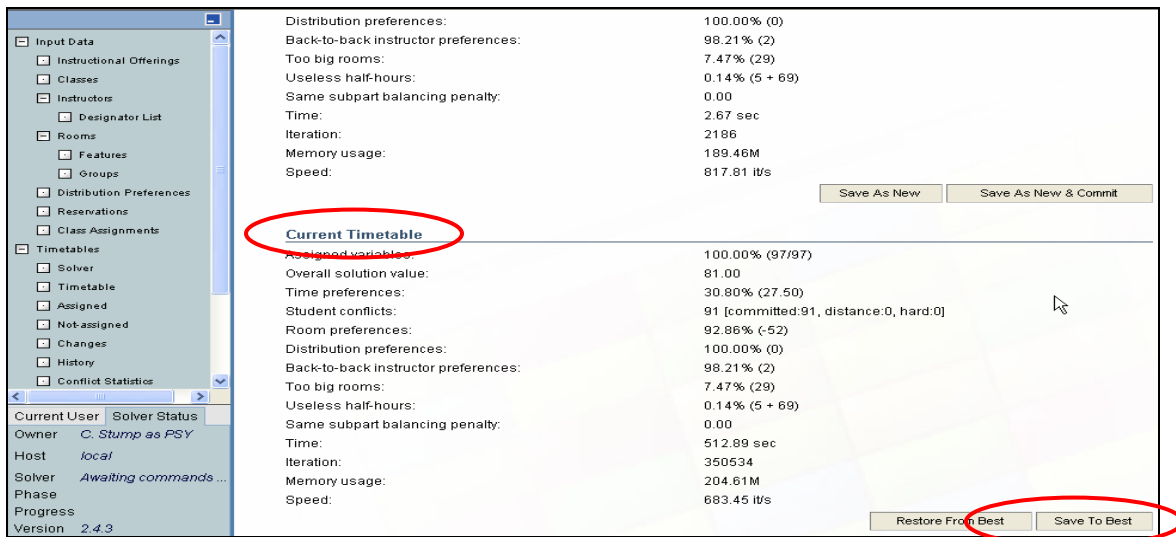 Input Data
Instructional Offerings
Classes
Instructors
Designator List
Rooms
Features
Groups
Distribution Preferences
Reservations
Class Assignments
Timetables
Solver
Timetable
Assigned
Not-assigned
Changes
History
Conflict Statistics
Current User Solver Status
Owner C. Stump as PSY
Host local
Solver Awaiting commands ...
Phase
Progress
Version 2.4.3
Distribution preferences: 100.00% (0)
Back-to-back instructor preferences: 98.21% (2)
Too big rooms: 7.47% (29)
Useless half-hours: 0.14% (5 + 69)
Same subpart balancing penalty: 0.00
Time: 2.67 sec
Iteration: 2186
Memory usage: 189.46M
Speed: 817.81 it/s
Save As New Save As New & Commit
Current Timetable
Assigned variables: 100.00% (97/97)
Overall solution value: 81.00
Time preferences: 30.80% (27.50)
Student conflicts: 91 [committed:91, distance:0, hard:0]
Room preferences: 92.86% (-52)
Distribution preferences: 100.00% (0)
Back-to-back instructor preferences: 98.21% (2)
Too big rooms: 7.47% (29)
Useless half-hours: 0.14% (5 + 69)
Same subpart balancing penalty: 0.00
Time: 512.89 sec
Iteration: 350534
Memory usage: 204.61M
Speed: 683.45 it/s
Restore From Best Save To Best